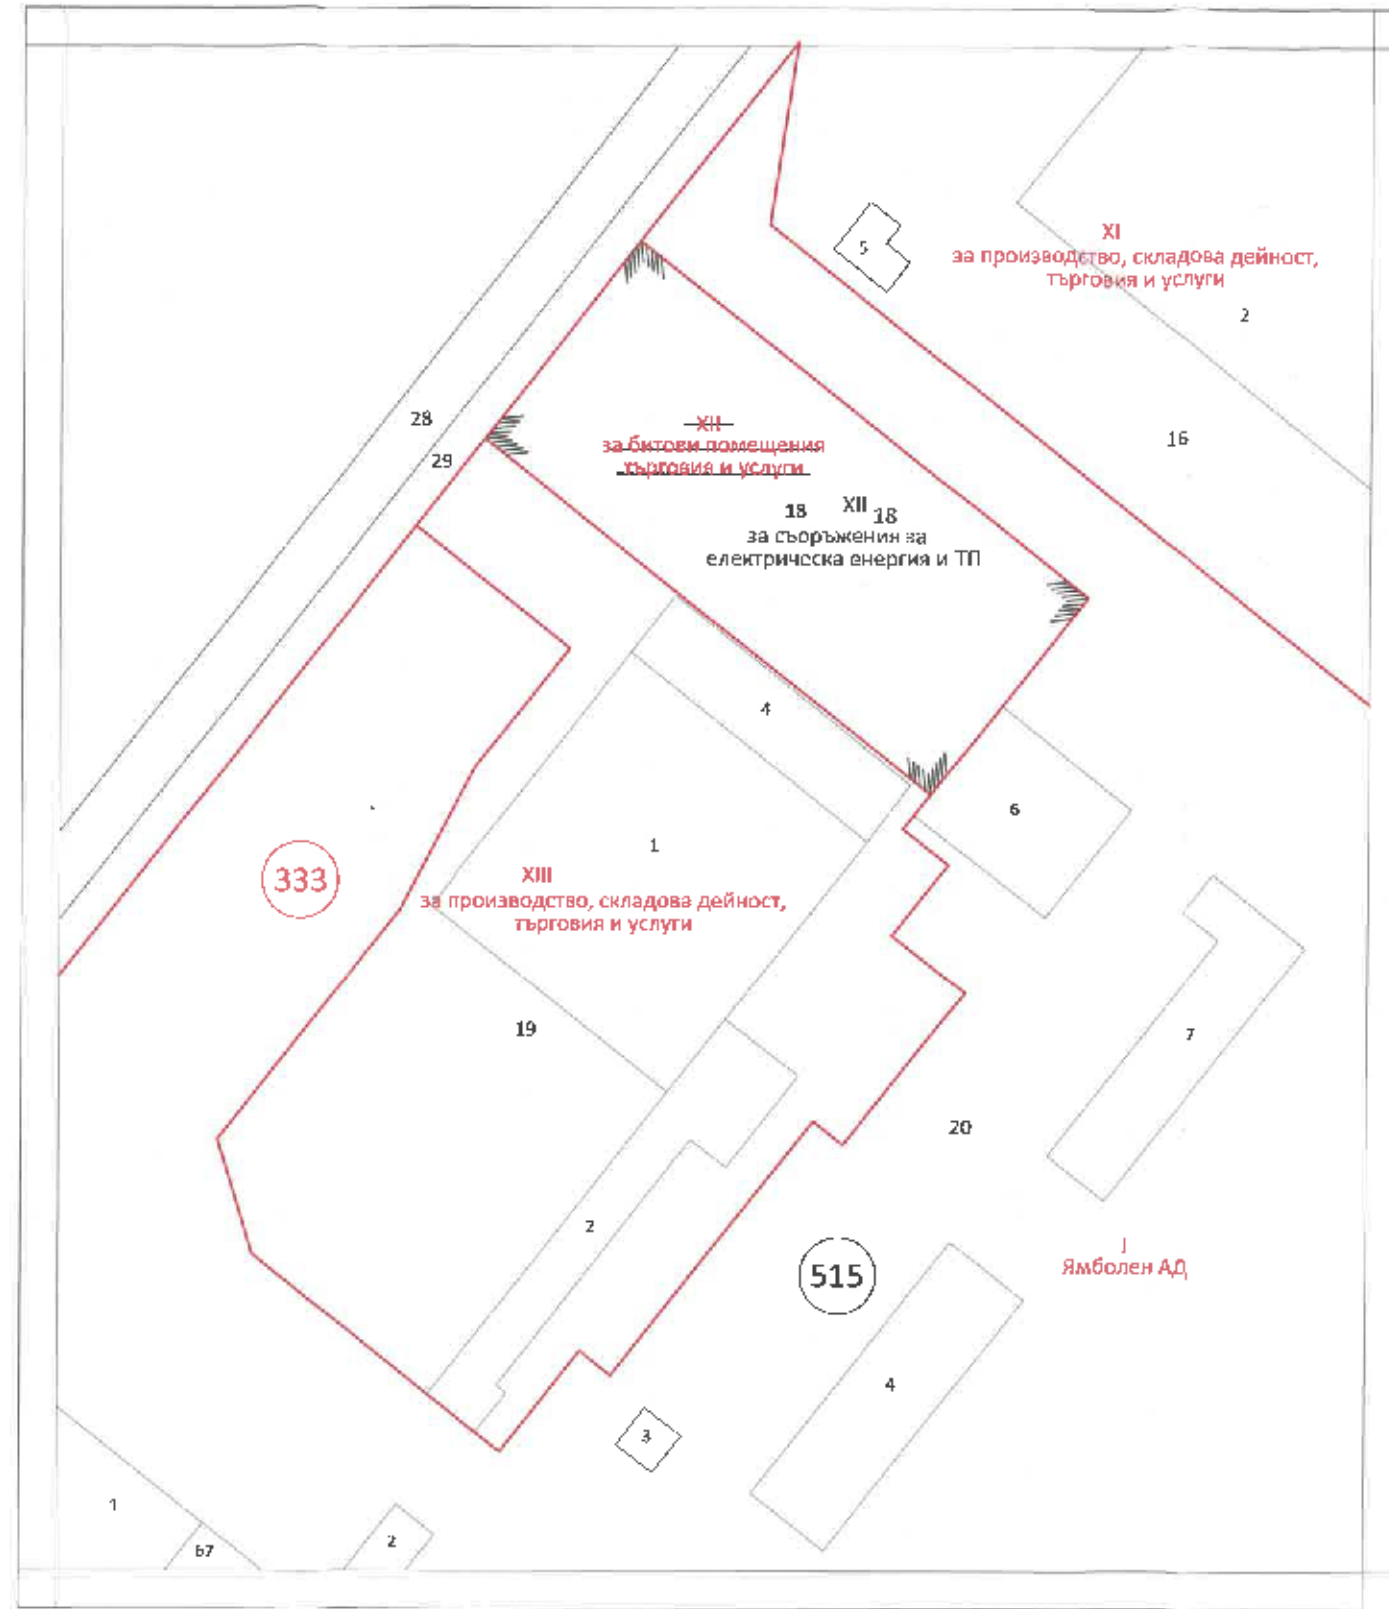 5
XI
за производство, складова дейност,
търговия и услуги
2
28
29
16
XII
за битови помещения
търговия и услуги
18 XII 18
за съоръжения за
електрическа енергия и ТП
4
6
1
333
XIII
за производство, складова дейност,
търговия и услуги
19
7
20
2
515
J
Ямболен АД
4
3
1
67
2